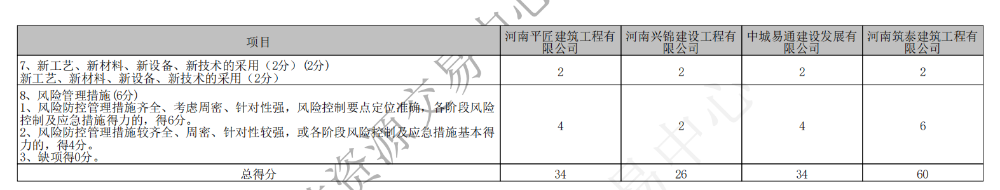 项目
河南平匠建筑工程有
限公司
河南兴锦建设工程有
限公司
中城易通建设发展有
限公司
河南筑泰建筑工程有
限公司
7、新工艺、新材料、新设备、新技术的采用（2分）(2分)
新工艺、新材料、新设备、新技术的采用（2分）
2
2
2
2
8、风险管理措施(6分)
1、风险防控管理措施齐全、考虑周密、针对性强，风险控制要点定位准确，各阶段风险
控制及应急措施得力的，得6分。
2、风险防控管理措施较齐全、周密、针对性较强，或各阶段风险控制及应急措施基本得
力的，得4分。
3、缺项得0分。
4
2
4
6
总得分
34
26
34
60
资源交易中心
易中心